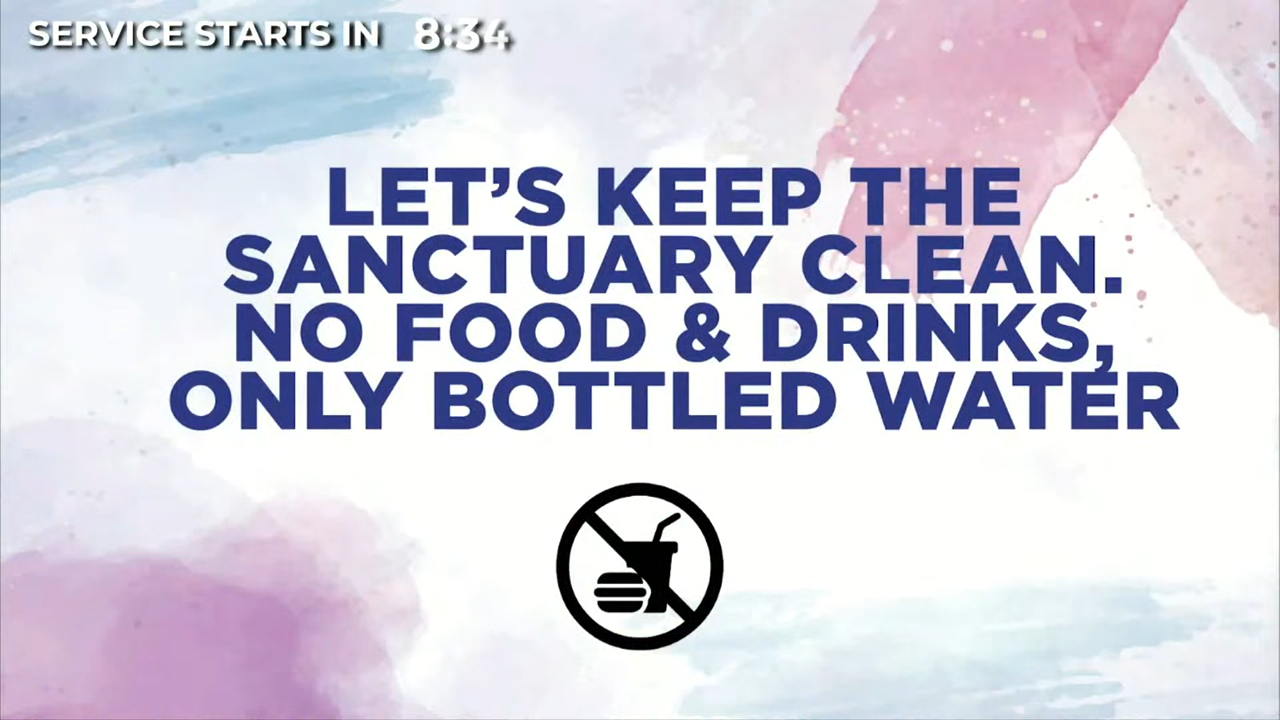 SERVICE STARTS IN 8:34
LET'S KEEP THE
SANCTUARY CLEAN.
NO FOOD & DRINKS,
ONLY BOTTLED WATER